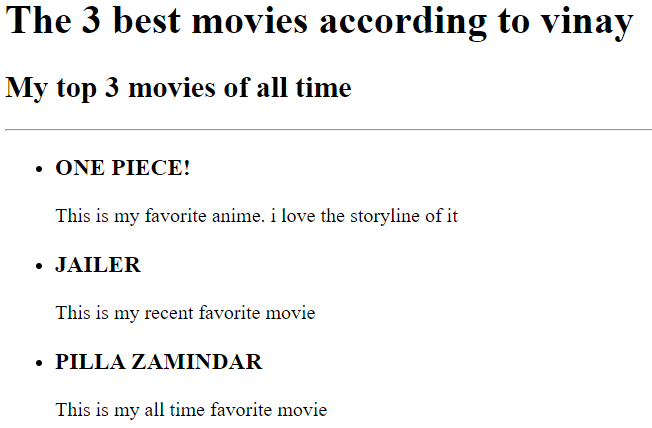 The 3 best movies according to vinay
My top 3 movies of all time
ONE PIECE!
This is my favorite anime. i love the storyline of it
JAILER
This is my recent favorite movie
PILLA ZAMINDAR
This is my all time favorite movie